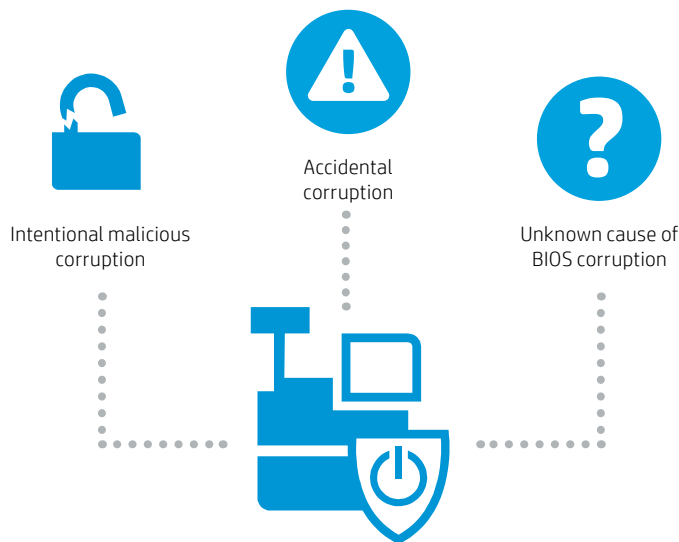 Accidental
corruption
Intentional malicious
corruption
Unknown cause of
BIOS corruption